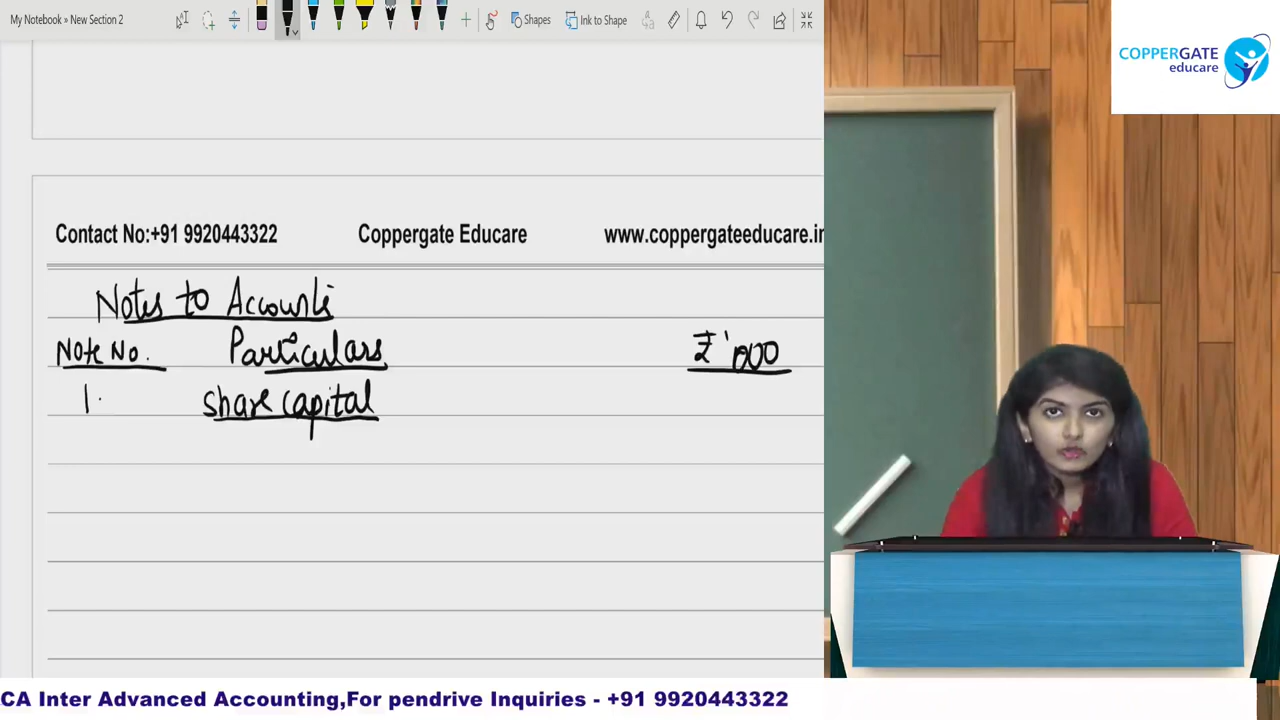 My Notebook » New Section 2
Shapes
Ink to Shape
COPPERGATE
educare
Contact No:+91 9920443322 Coppergate Educare www.coppergateeducare.in
Notes to Accounts
Note No. Particulars ₹'000
1. share capital
CA Inter Advanced Accounting,For pendrive Inquiries - +91 9920443322